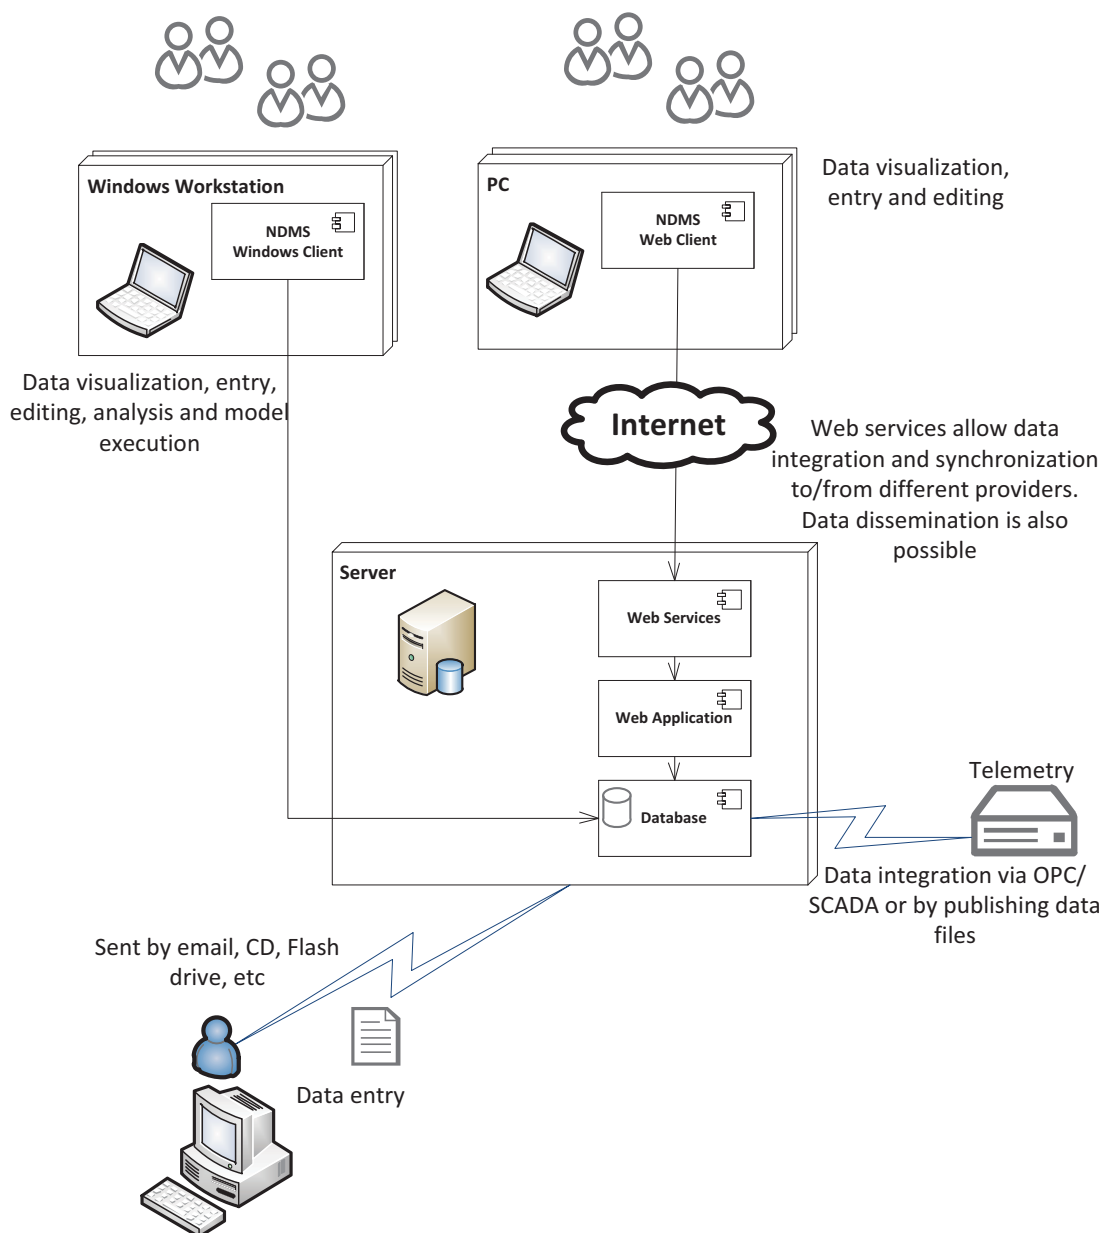 Windows Workstation
NDMS
Windows Client
PC
NDMS
Web Client
Data visualization,
entry and editing
Data visualization, entry,
editing, analysis and model
execution
Internet
Web services allow data
integration and synchronization
to/from different providers.
Data dissemination is also
possible
Server
Web Services
Web Application
Database
Telemetry
Data integration via OPC/
SCADA or by publishing data
files
Sent by email, CD, Flash
drive, etc
Data entry